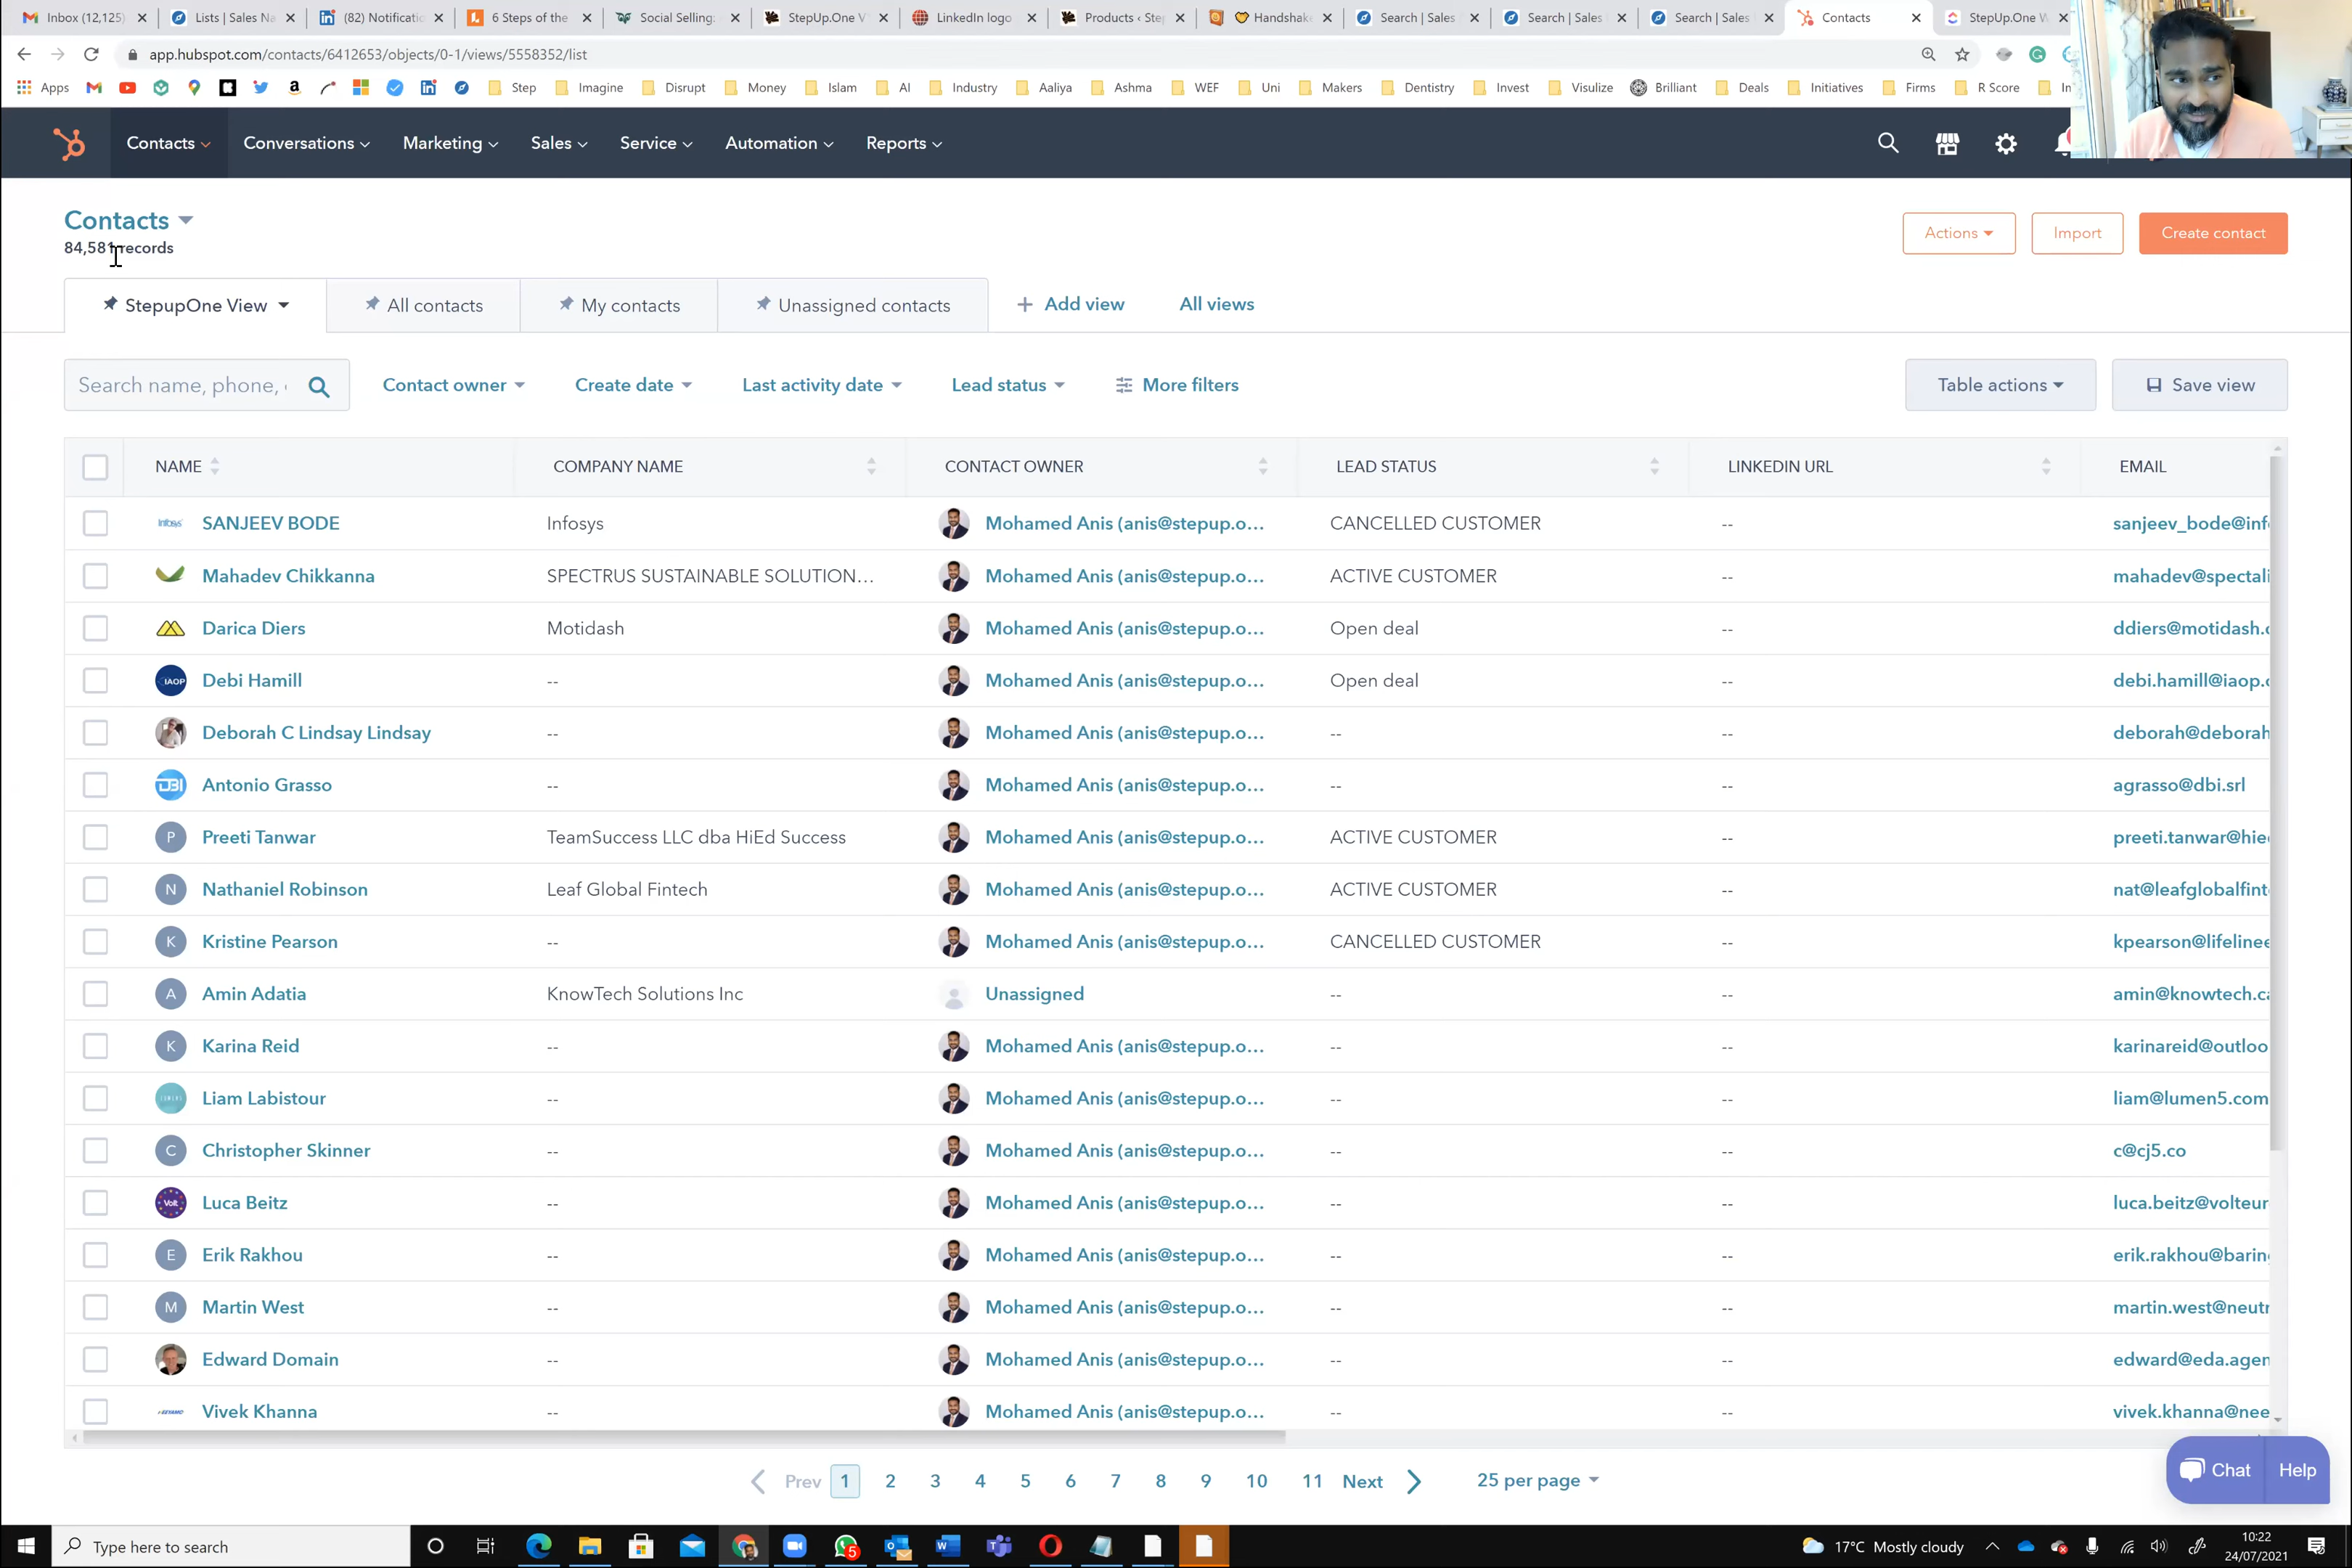 Inbox (12,125)
Lists | Sales Na
(82) Notificatio
6 Steps of the
Social Selling:
StepUp.One V
LinkedIn logo
Products ‹ Step
Handshake
Search | Sales
Search | Sales
Search | Sales
Contacts
StepUp.One W
app.hubspot.com/contacts/6412653/objects/0-1/views/5558352/list
Apps
Step
Imagine
Disrupt
Money
Islam
AI
Industry
Aaliya
Ashma
WEF
Uni
Makers
Dentistry
Invest
Visulize
Brilliant
Deals
Initiatives
Firms
R Score
Contacts
Conversations
Marketing
Sales
Service
Automation
Reports
Contacts
84,581 records
Actions
Import
Create contact
StepupOne View
All contacts
My contacts
Unassigned contacts
+ Add view
All views
Search name, phone, e
Contact owner
Create date
Last activity date
Lead status
More filters
Table actions
Save view
NAME COMPANY NAME CONTACT OWNER LEAD STATUS LINKEDIN URL EMAIL
Infosys SANJEEV BODE Infosys Mohamed Anis (anis@stepup.o... CANCELLED CUSTOMER -- sanjeev_bode@inf
Mahadev Chikkanna SPECTRUS SUSTAINABLE SOLUTION... Mohamed Anis (anis@stepup.o... ACTIVE CUSTOMER -- mahadev@spectali
Darica Diers Motidash Mohamed Anis (anis@stepup.o... Open deal -- ddiers@motidash.c
IAOP Debi Hamill -- Mohamed Anis (anis@stepup.o... Open deal -- debi.hamill@iaop.o
Deborah C Lindsay Lindsay -- Mohamed Anis (anis@stepup.o... -- -- deborah@deborah
DBI Antonio Grasso -- Mohamed Anis (anis@stepup.o... -- -- agrasso@dbi.srl
P Preeti Tanwar TeamSuccess LLC dba HiEd Success Mohamed Anis (anis@stepup.o... ACTIVE CUSTOMER -- preeti.tanwar@hie
N Nathaniel Robinson Leaf Global Fintech Mohamed Anis (anis@stepup.o... ACTIVE CUSTOMER -- nat@leafglobalfint
K Kristine Pearson -- Mohamed Anis (anis@stepup.o... CANCELLED CUSTOMER -- kpearson@lifelinee
A Amin Adatia KnowTech Solutions Inc Unassigned -- -- amin@knowtech.ca
K Karina Reid -- Mohamed Anis (anis@stepup.o... -- -- karinareid@outloo
Liam Labistour -- Mohamed Anis (anis@stepup.o... -- -- liam@lumen5.com
C Christopher Skinner -- Mohamed Anis (anis@stepup.o... -- -- c@cj5.co
Volt Luca Beitz -- Mohamed Anis (anis@stepup.o... -- -- luca.beitz@volteur
E Erik Rakhou -- Mohamed Anis (anis@stepup.o... -- -- erik.rakhou@barin
M Martin West -- Mohamed Anis (anis@stepup.o... -- -- martin.west@neutr
Edward Domain -- Mohamed Anis (anis@stepup.o... -- -- edward@eda.agen
Vivek Khanna -- Mohamed Anis (anis@stepup.o... -- -- vivek.khanna@nee
Prev 1 2 3 4 5 6 7 8 9 10 11 Next
25 per page
Chat
Help
Type here to search
5
17°C Mostly cloudy
10:22
24/07/2021